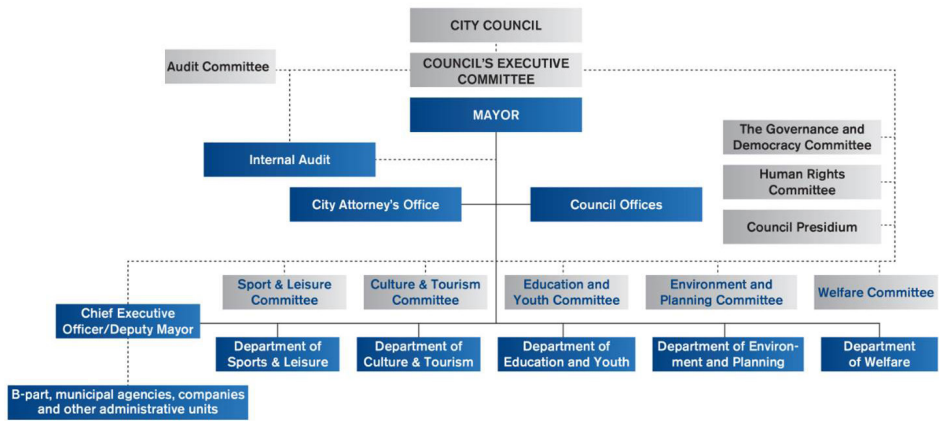 CITY COUNCIL
Audit Committee
COUNCIL'S EXECUTIVE
COMMITTEE
MAYOR
The Governance and
Democracy Committee
Internal Audit
Human Rights
Committee
City Attorney's Office
Council Offices
Council Presidium
Sport & Leisure
Committee
Culture & Tourism
Committee
Education and
Youth Committee
Environment and
Planning Committee
Welfare Committee
Chief Executive
Officer/Deputy Mayor
Department of
Sports & Leisure
Department of
Culture & Tourism
Department of
Education and Youth
Department of Environ-
ment and Planning
Department
of Welfare
B-part, municipal agencies, companies
and other administrative units